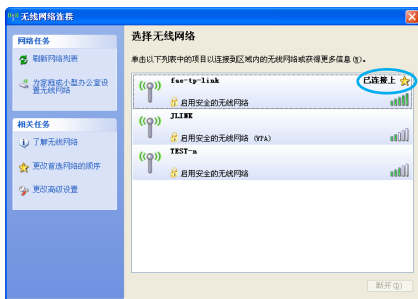 无线网络连接
网络任务
刷新网络列表
为家庭或小型办公室设
置无线网络
相关任务
了解无线网络
更改首选网络的顺序
更改高级设置
选择无线网络
单击以下列表中的项目以连接到区域内的无线网络或获得更多信息(W)。
fae-tp-link 已连接上
启用安全的无线网络
JLINK
启用安全的无线网络 (WPA)
TEST-n
启用安全的无线网络
断开(D)